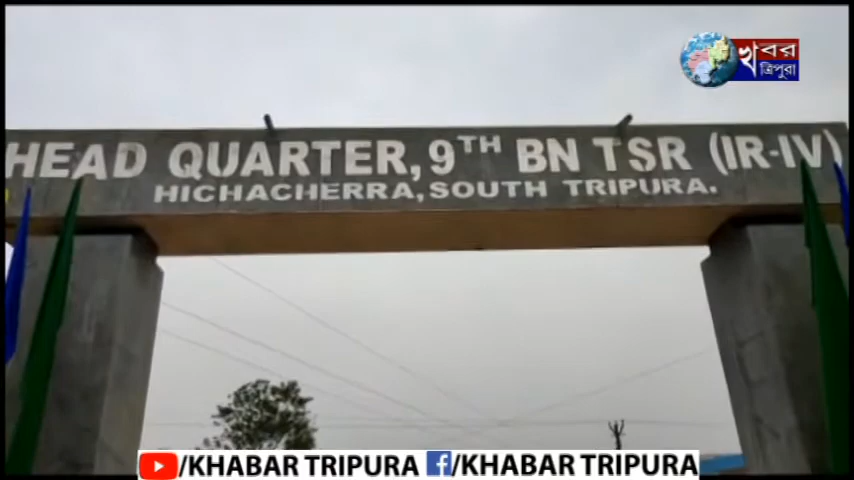 খবর
ত্রিপুরা
HEAD QUARTER, 9TH BN TSR (IR-IV)
HICHACHERRA, SOUTH TRIPURA.
/KHABAR TRIPURA f/KHABAR TRIPURA